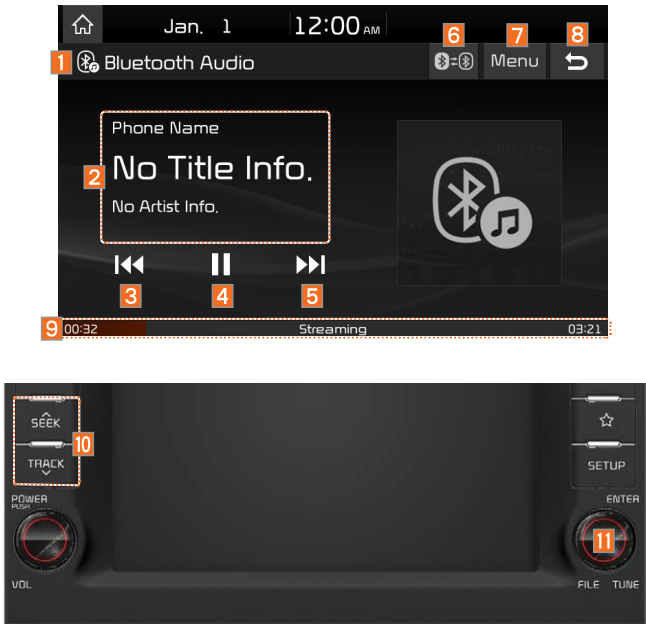 Jan. 1 12:00 AM
6 7 8
1 Bluetooth Audio Menu
Phone Name
2 No Title Info.
No Artist Info.
3 4 5
9 00:32 Streaming 03:21
SEEK
10
TRACK
SETUP
POWER
PUSH
ENTER
11
VOL
FILE TUNE